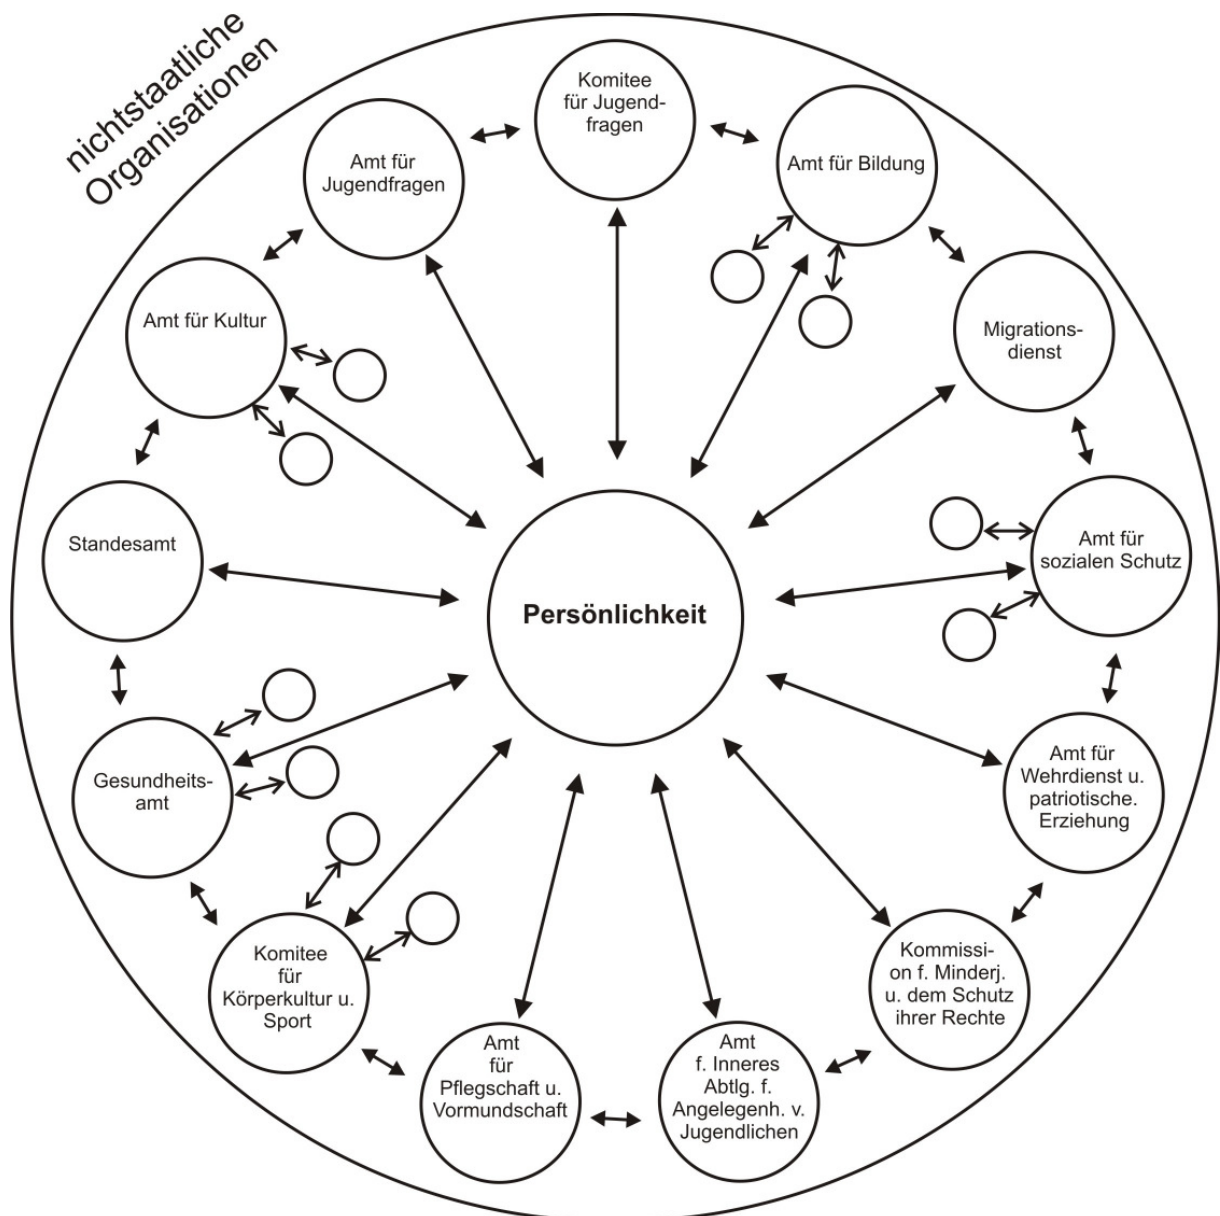 nichtstaatliche
Organisationen
Komitee
für Jugend-
fragen
Amt für Bildung
Migrations-
dienst
Amt für
sozialen Schutz
Amt für
Wehrdienst u.
patriotische.
Erziehung
Kommissi-
on f. Minderj.
u. dem Schutz
ihrer Rechte
Amt
f. Inneres
Abtlg. f.
Angelegenh. v.
Jugendlichen
Amt
für
Pflegschaft u.
Vormundschaft
Komitee
für
Körperkultur u.
Sport
Gesundheits-
amt
Standesamt
Amt für Kultur
Amt für
Jugendfragen
Persönlichkeit